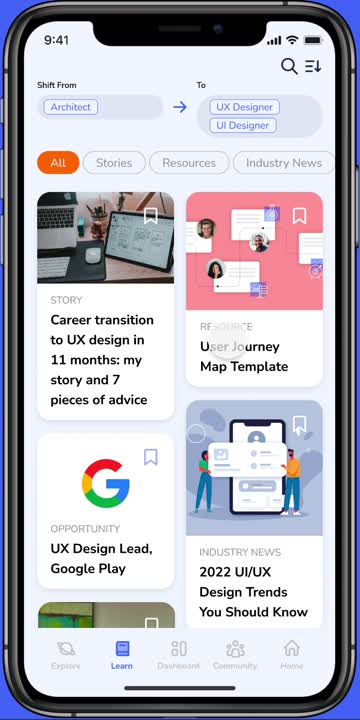 9:41
Shift From
To
Architect
UX Designer
UI Designer
All
Stories
Resources
Industry News
STORY
Career transition
to UX design in
11 months: my
story and 7
pieces of advice
RESOURCE
User Journey
Map Template
OPPORTUNITY
UX Design Lead,
Google Play
INDUSTRY NEWS
2022 UI/UX
Design Trends
You Should Know
Explore
Learn
Dashboard
Community
Home